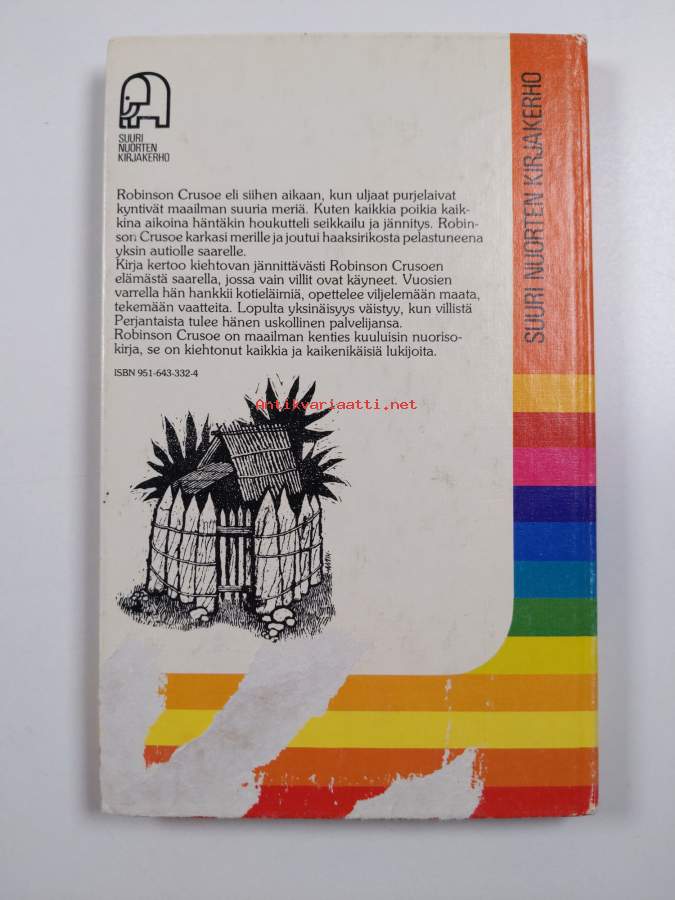 SUURI
NUORTEN
KIRJAKERHO
SUURI NUORTEN KIRJAKERHO
Robinson Crusoe eli siihen aikaan, kun uljaat purjelaivat
kyntivät maailman suuria meriä. Kuten kaikkia poikia kaik-
kina aikoina häntäkin houkutteli seikkailu ja jännitys. Robin-
son Crusoe karkasi merille ja joutui haaksirikosta pelastuneena
yksin autiolle saarelle.
Kirja kertoo kiehtovan jännittävästi Robinson Crusoen
elämästä saarella, jossa vain villit ovat käyneet. Vuosien
varrella hän hankkii kotieläimiä, opettelee viljelemään maata,
tekemään vaatteita. Lopulta yksinäisyys väistyy, kun villistä
Perjantaista tulee hänen uskollinen palvelijansa.
Robinson Crusoe on maailman kenties kuuluisin nuoriso-
kirja, se on kiehtonut kaikkia ja kaikenikäisiä lukijoita.
ISBN 951-643-332-4
Antikvariaatti.net